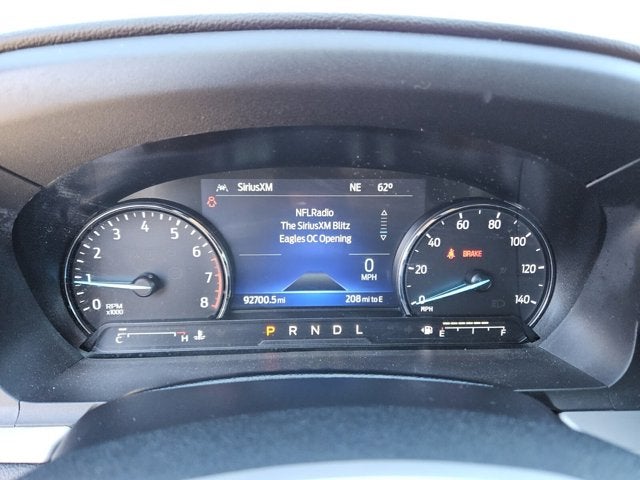 SiriusXM NE 62°
NFLRadio
The SiriusXM Blitz
Eagles OC Opening
0
MPH
92700.5 mi 208 mi to E
0 1 2 3 4 5 6 7 8
RPM
x1000
0 20 40 60 80 100 120 140
MPH
BRAKE
C H
P R N D L
E F